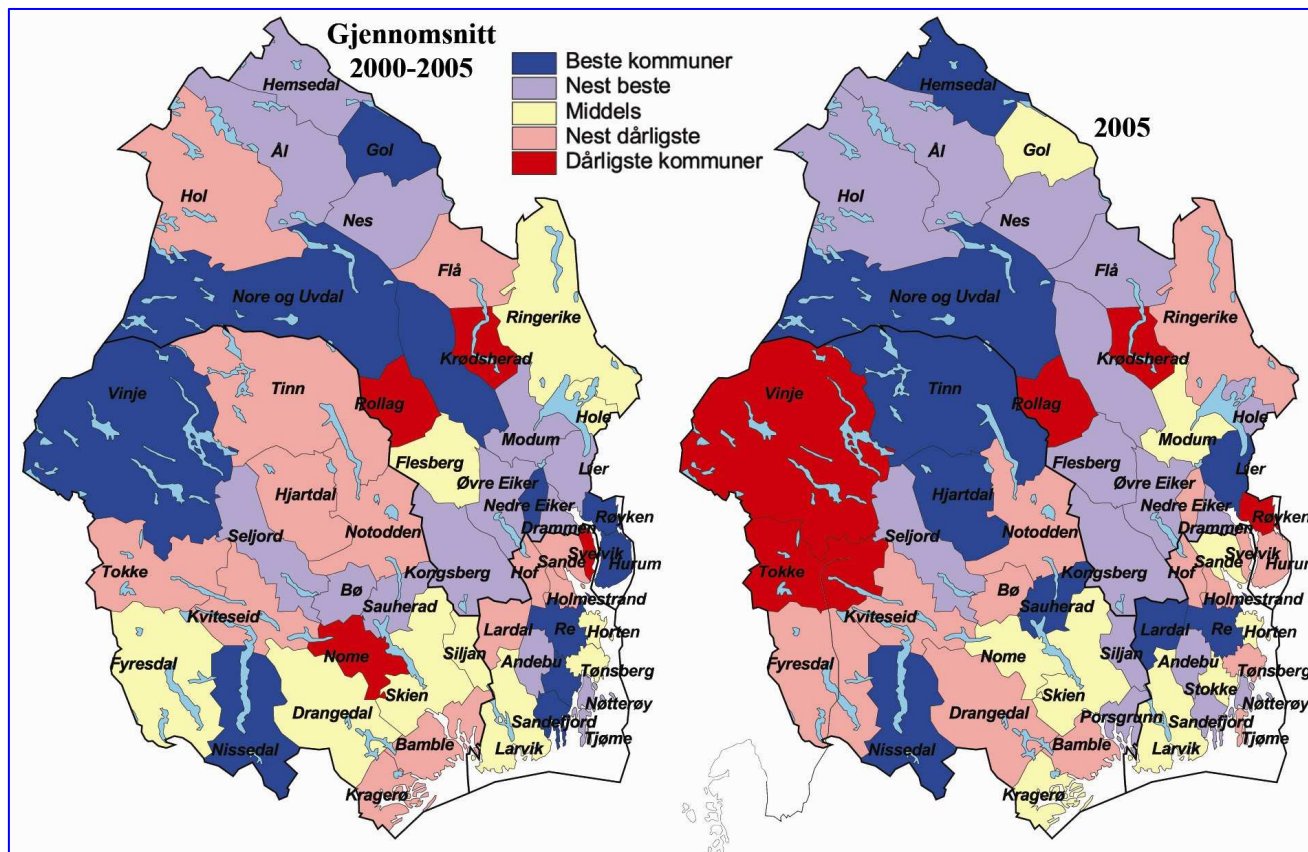 Gjennomsnitt
2000-2005
Beste kommuner
Nest beste
Middels
Nest dårligste
Dårligste kommuner
Hemsedal
Ål
Gol
Hol
Nes
Flå
Nore og Uvdal
Ringerike
Krødsherad
Vinje
Tinn
Rollag
Hole
Modum
Flesberg
Lier
Øvre Eiker
Hjartdal
Nedre Eiker
Røyken
Seljord
Notodden
Drammen
Svelvik
Sande
Hurum
Tokke
Kongsberg
Hof
Bø
Sauherad
Holmestrand
Kviteseid
Lardal
Re
Horten
Fyresdal
Nome
Siljan
Andebu
Tønsberg
Skien
Drangedal
Sandefjord
Nøtterøy
Nissedal
Bamble
Larvik
Tjøme
N
Kragerø
2005
Hemsedal
Ål
Gol
Hol
Nes
Flå
Nore og Uvdal
Ringerike
Krødsherad
Vinje
Tinn
Rollag
Hole
Modum
Flesberg
Lier
Øvre Eiker
Hjartdal
Nedre Eiker
Røyken
Seljord
Notodden
Drammen
Svelvik
Sande
Hurum
Tokke
Kongsberg
Hof
Bø
Sauherad
Holmestrand
Kviteseid
Lardal
Re
Horten
Fyresdal
Nome
Siljan
Andebu
Tønsberg
Skien
Stokke
Drangedal
Porsgrunn
Sandefjord
Nøtterøy
Nissedal
Bamble
Larvik
Tjøme
N
Kragerø